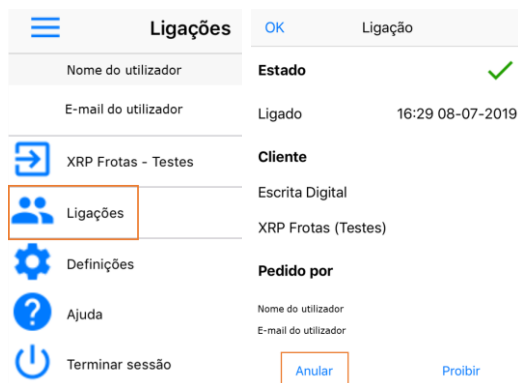 Ligações
Nome do utilizador
E-mail do utilizador
XRP Frotas - Testes
Ligações
Definições
Ajuda
Terminar sessão
OK Ligação
Estado
Ligado 16:29 08-07-2019
Cliente
Escrita Digital
XRP Frotas (Testes)
Pedido por
Nome do utilizador
E-mail do utilizador
Anular Proibir